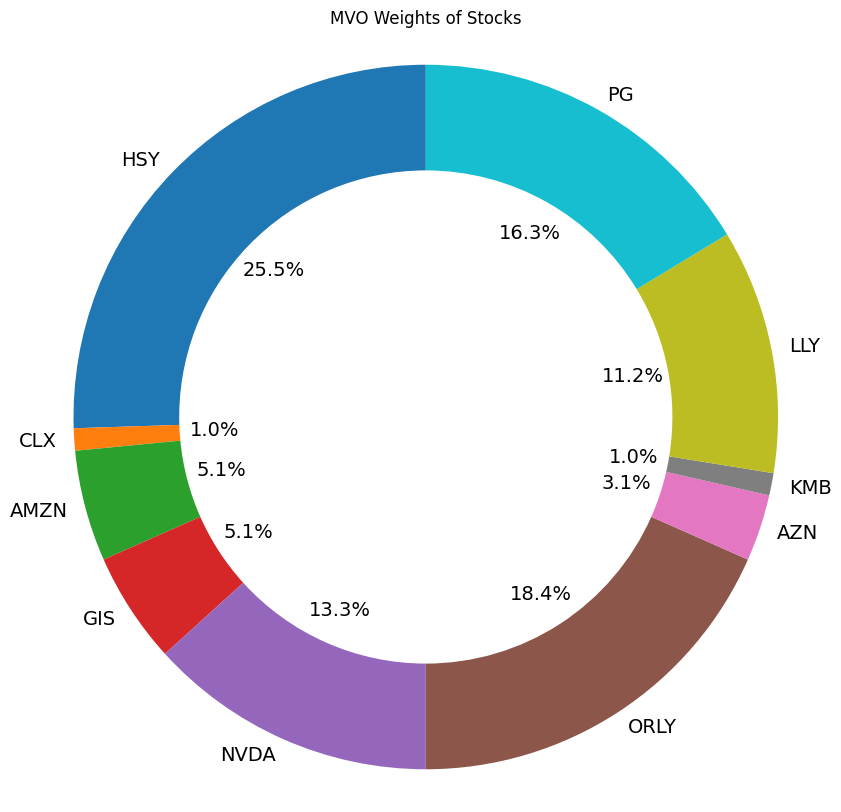 MVO Weights of Stocks
PG
HSY
16.3%
25.5%
LLY
11.2%
CLX
1.0%
1.0%
5.1%
3.1%
KMB
AMZN
AZN
5.1%
18.4%
13.3%
GIS
ORLY
NVDA